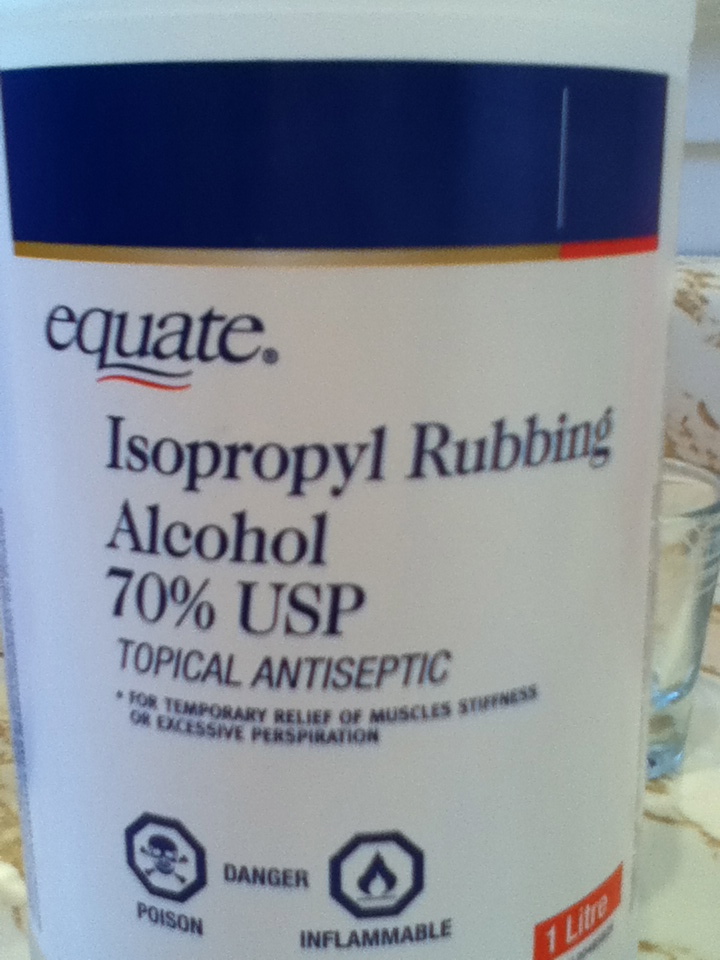 equate®
Isopropyl Rubbing
Alcohol
70% USP
TOPICAL ANTISEPTIC
* FOR TEMPORARY RELIEF OF MUSCLES STIFFNESS
OR EXCESSIVE PERSPIRATION
DANGER
POISON
INFLAMMABLE
1 Litre